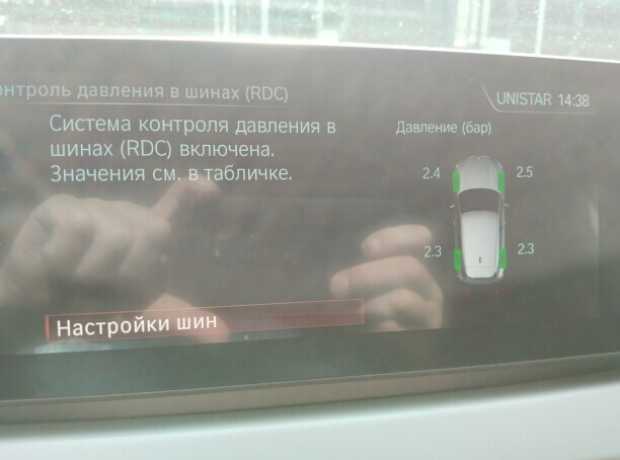 онтроль давления в шинах (RDC)
UNISTAR 14:38
Система контроля давления в
шинах (RDC) включена.
Значения см. в табличке.
Давление (бар)
2.4 2.5
2.3 2.3
Настройки шин